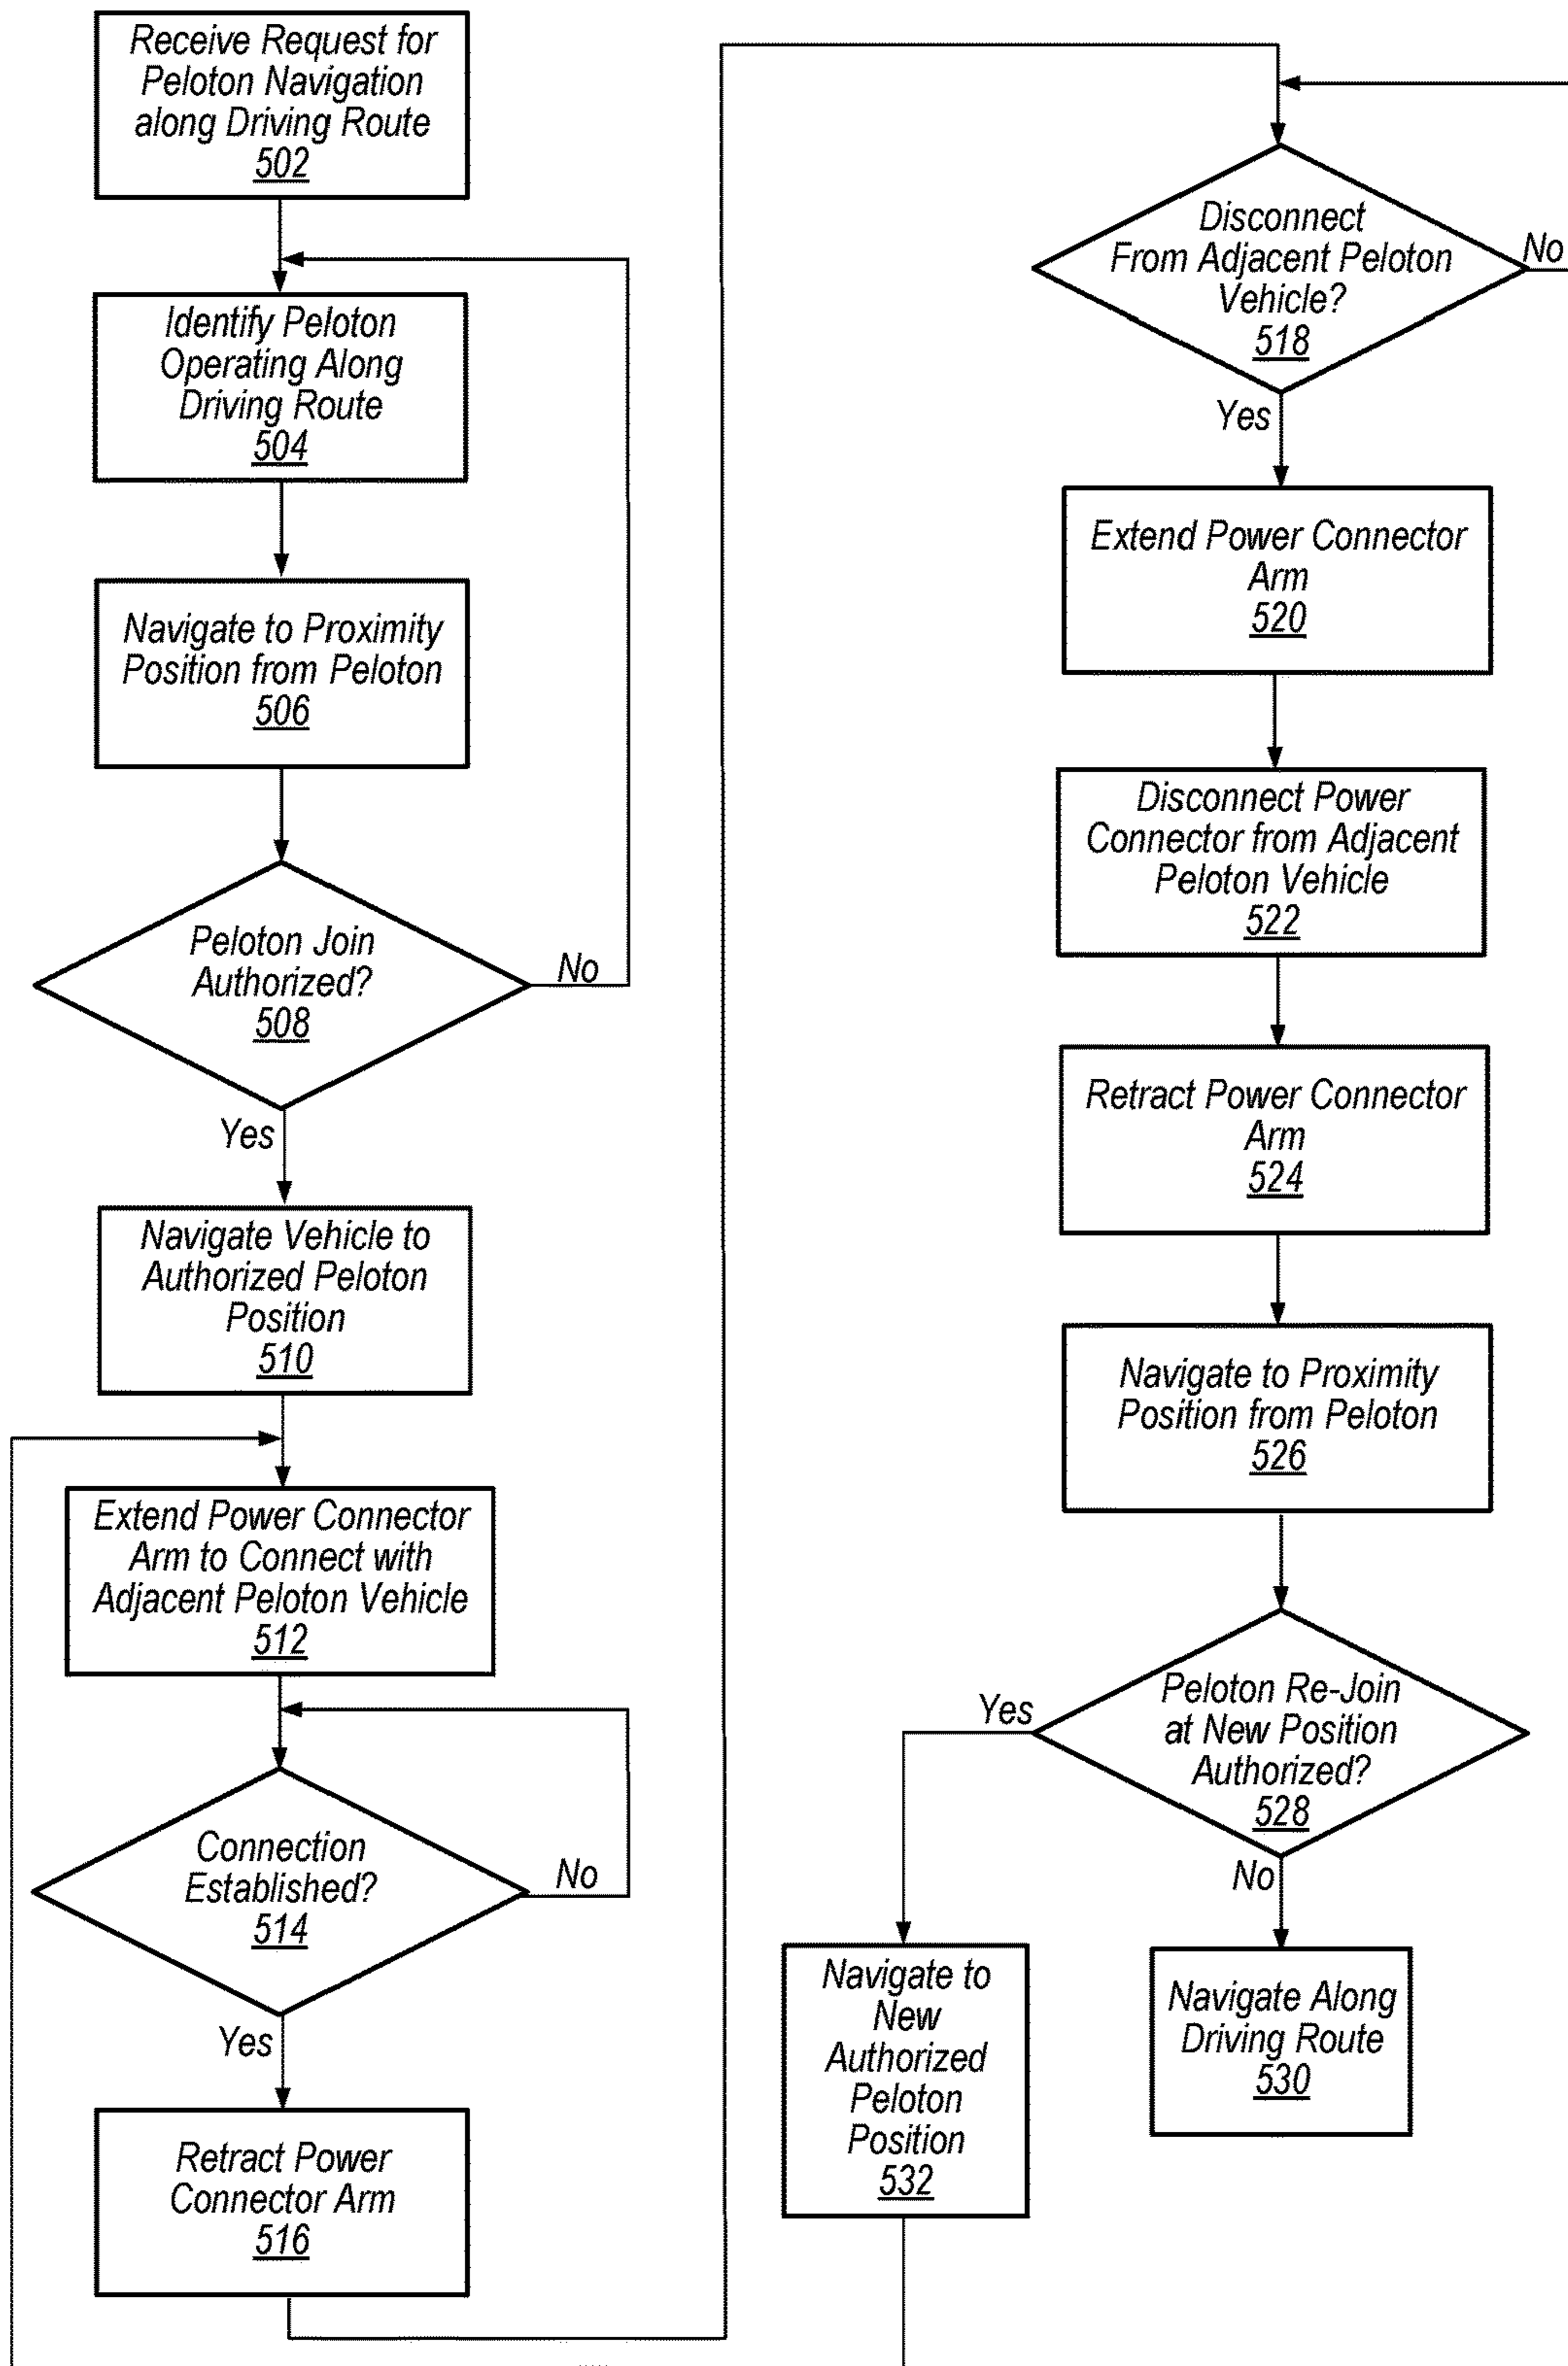 Receive Request for
Peloton Navigation
along Driving Route
502
Identify Peloton
Operating Along
Driving Route
504
Navigate to Proximity
Position from Peloton
506
Peloton Join
Authorized?
508
No
Yes
Navigate Vehicle to
Authorized Peloton
Position
510
Extend Power Connector
Arm to Connect with
Adjacent Peloton Vehicle
512
Connection
Established?
514
No
Yes
Retract Power
Connector Arm
516
Disconnect
From Adjacent Peloton
Vehicle?
518
No
Yes
Extend Power Connector
Arm
520
Disconnect Power
Connector from Adjacent
Peloton Vehicle
522
Retract Power Connector
Arm
524
Navigate to Proximity
Position from Peloton
526
Peloton Re-Join
at New Position
Authorized?
528
Yes
No
Navigate to
New
Authorized
Peloton
Position
532
Navigate Along
Driving Route
530